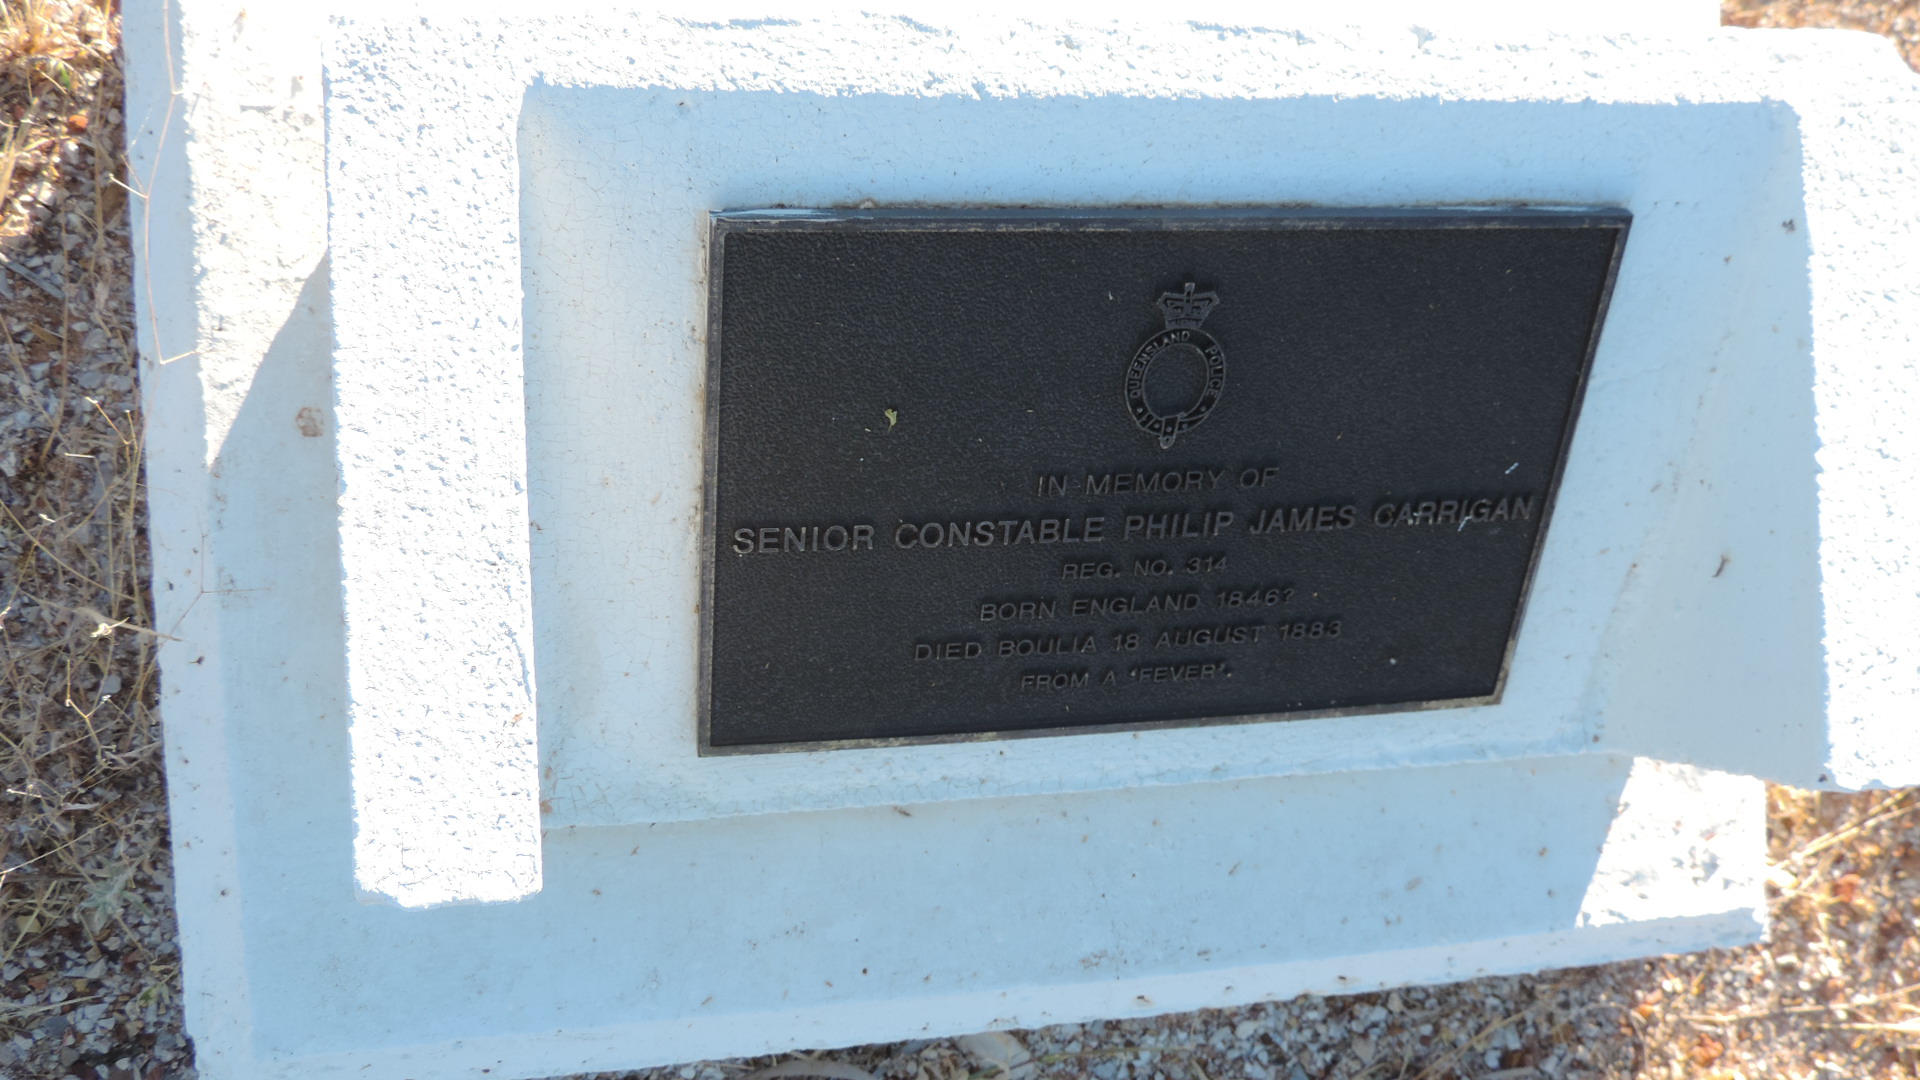 QUEENSLAND POLICE
IN MEMORY OF
SENIOR CONSTABLE PHILIP JAMES CARRIGAN
REG. NO. 314
BORN ENGLAND 1846?
DIED BOULIA 18 AUGUST 1883
FROM A 'FEVER'.